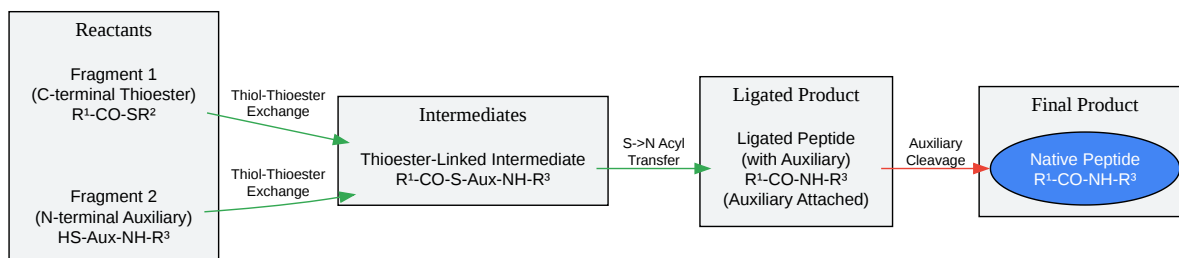 Reactants
Fragment 1
(C-terminal Thioester)
R¹-CO-SR²
Fragment 2
(N-terminal Auxiliary)
HS-Aux-NH-R³
Thiol-Thioester
Exchange
Thiol-Thioester
Exchange
Intermediates
Thioester-Linked Intermediate
R¹-CO-S-Aux-NH-R³
S->N Acyl
Transfer
Ligated Product
Ligated Peptide
(with Auxiliary)
R¹-CO-NH-R³
(Auxiliary Attached)
Auxiliary
Cleavage
Final Product
Native Peptide
R¹-CO-NH-R³